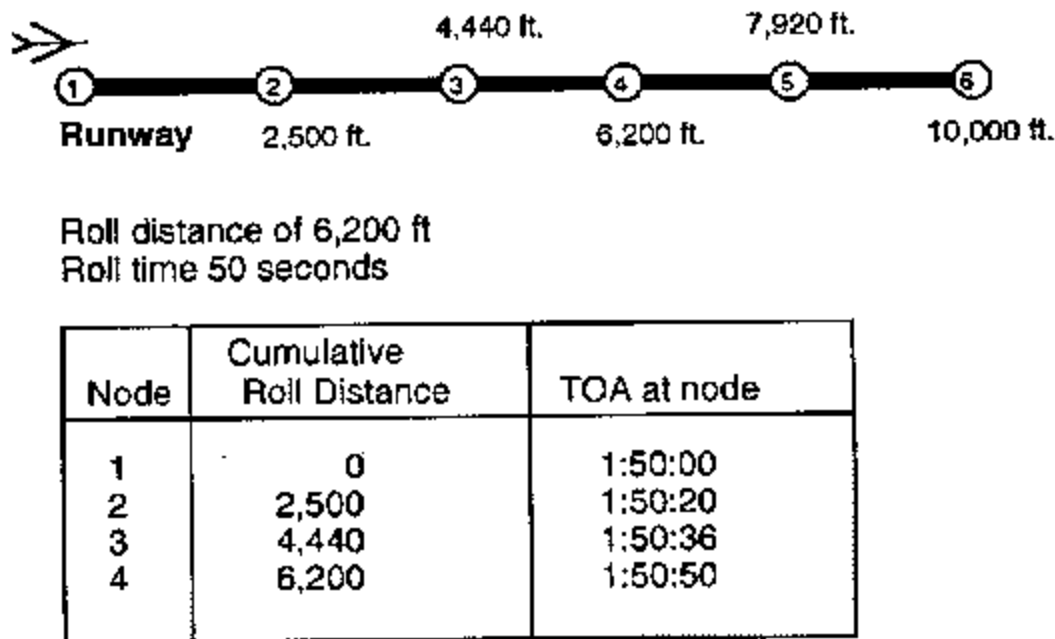 4,440 ft. 7,920 ft.
1 2 3 4 5 6
Runway 2,500 ft. 6,200 ft. 10,000 ft.
Roll distance of 6,200 ft
Roll time 50 seconds
Cumulative
Node Roll Distance TOA at node
1 0 1:50:00
2 2,500 1:50:20
3 4,440 1:50:36
4 6,200 1:50:50